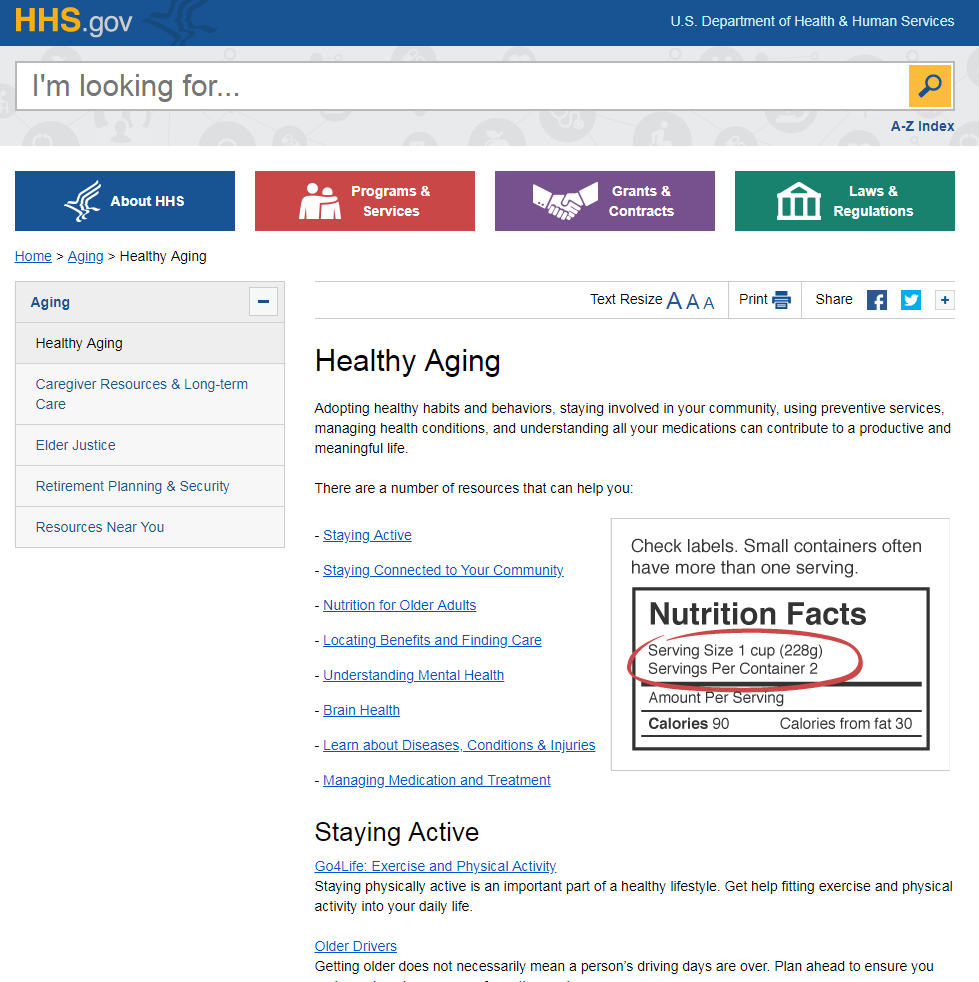 HHS.gov
U.S. Department of Health & Human Services
I'm looking for...
A-Z Index
About HHS
Programs &
Services
Grants &
Contracts
Laws &
Regulations
Home > Aging > Healthy Aging
Aging
Healthy Aging
Caregiver Resources & Long-term
Care
Elder Justice
Retirement Planning & Security
Resources Near You
Text Resize A A A
Print
Share
Healthy Aging
Adopting healthy habits and behaviors, staying involved in your community, using preventive services,
managing health conditions, and understanding all your medications can contribute to a productive and
meaningful life.
There are a number of resources that can help you:
- Staying Active
- Staying Connected to Your Community
- Nutrition for Older Adults
- Locating Benefits and Finding Care
- Understanding Mental Health
- Brain Health
- Learn about Diseases, Conditions & Injuries
- Managing Medication and Treatment
Check labels. Small containers often
have more than one serving.
Nutrition Facts
Serving Size 1 cup (228g)
Servings Per Container 2
Amount Per Serving
Calories 90 Calories from fat 30
Staying Active
Go4Life: Exercise and Physical Activity
Staying physically active is an important part of a healthy lifestyle. Get help fitting exercise and physical
activity into your daily life.
Older Drivers
Getting older does not necessarily mean a person's driving days are over. Plan ahead to ensure you